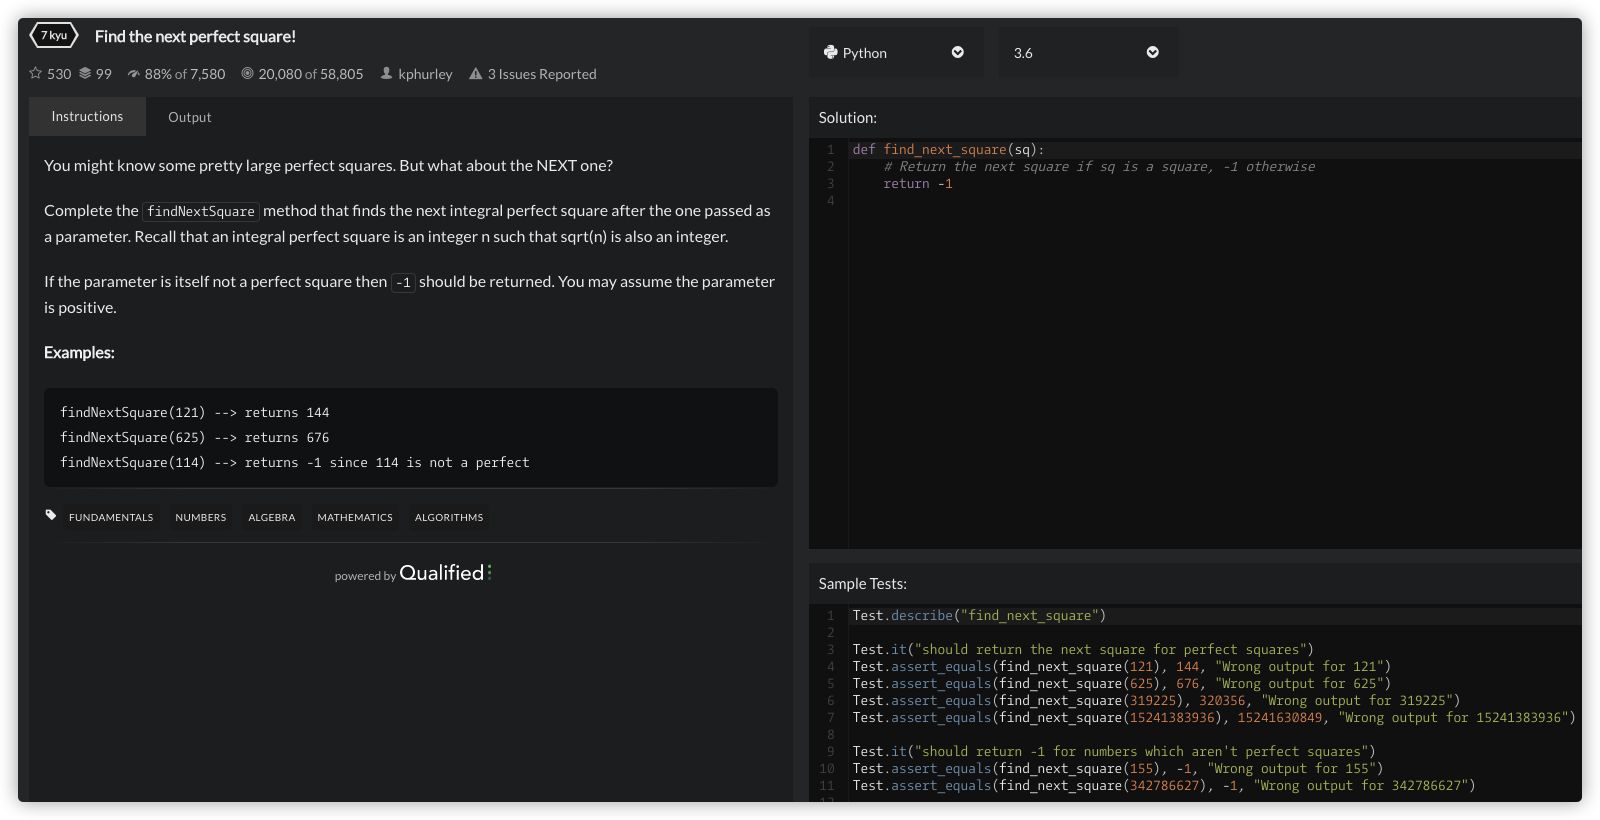 7 kyu
Find the next perfect square!
530 99 88% of 7,580 20,080 of 58,805 kphurley 3 Issues Reported
Instructions
Output
You might know some pretty large perfect squares. But what about the NEXT one?
Complete the findNextSquare method that finds the next integral perfect square after the one passed as
a parameter. Recall that an integral perfect square is an integer n such that sqrt(n) is also an integer.
If the parameter is itself not a perfect square then -1 should be returned. You may assume the parameter
is positive.
Examples:
findNextSquare(121) --> returns 144
findNextSquare(625) --> returns 676
findNextSquare(114) --> returns -1 since 114 is not a perfect
FUNDAMENTALS NUMBERS ALGEBRA MATHEMATICS ALGORITHMS
powered by Qualified
Python
3.6
Solution:
1 def find_next_square(sq):
2 # Return the next square if sq is a square, -1 otherwise
3 return -1
4
Sample Tests:
1 Test.describe("find_next_square")
2
3 Test.it("should return the next square for perfect squares")
4 Test.assert_equals(find_next_square(121), 144, "Wrong output for 121")
5 Test.assert_equals(find_next_square(625), 676, "Wrong output for 625")
6 Test.assert_equals(find_next_square(319225), 320356, "Wrong output for 319225")
7 Test.assert_equals(find_next_square(15241383936), 15241630849, "Wrong output for 15241383936")
8
9 Test.it("should return -1 for numbers which aren't perfect squares")
10 Test.assert_equals(find_next_square(155), -1, "Wrong output for 155")
11 Test.assert_equals(find_next_square(342786627), -1, "Wrong output for 342786627")
12